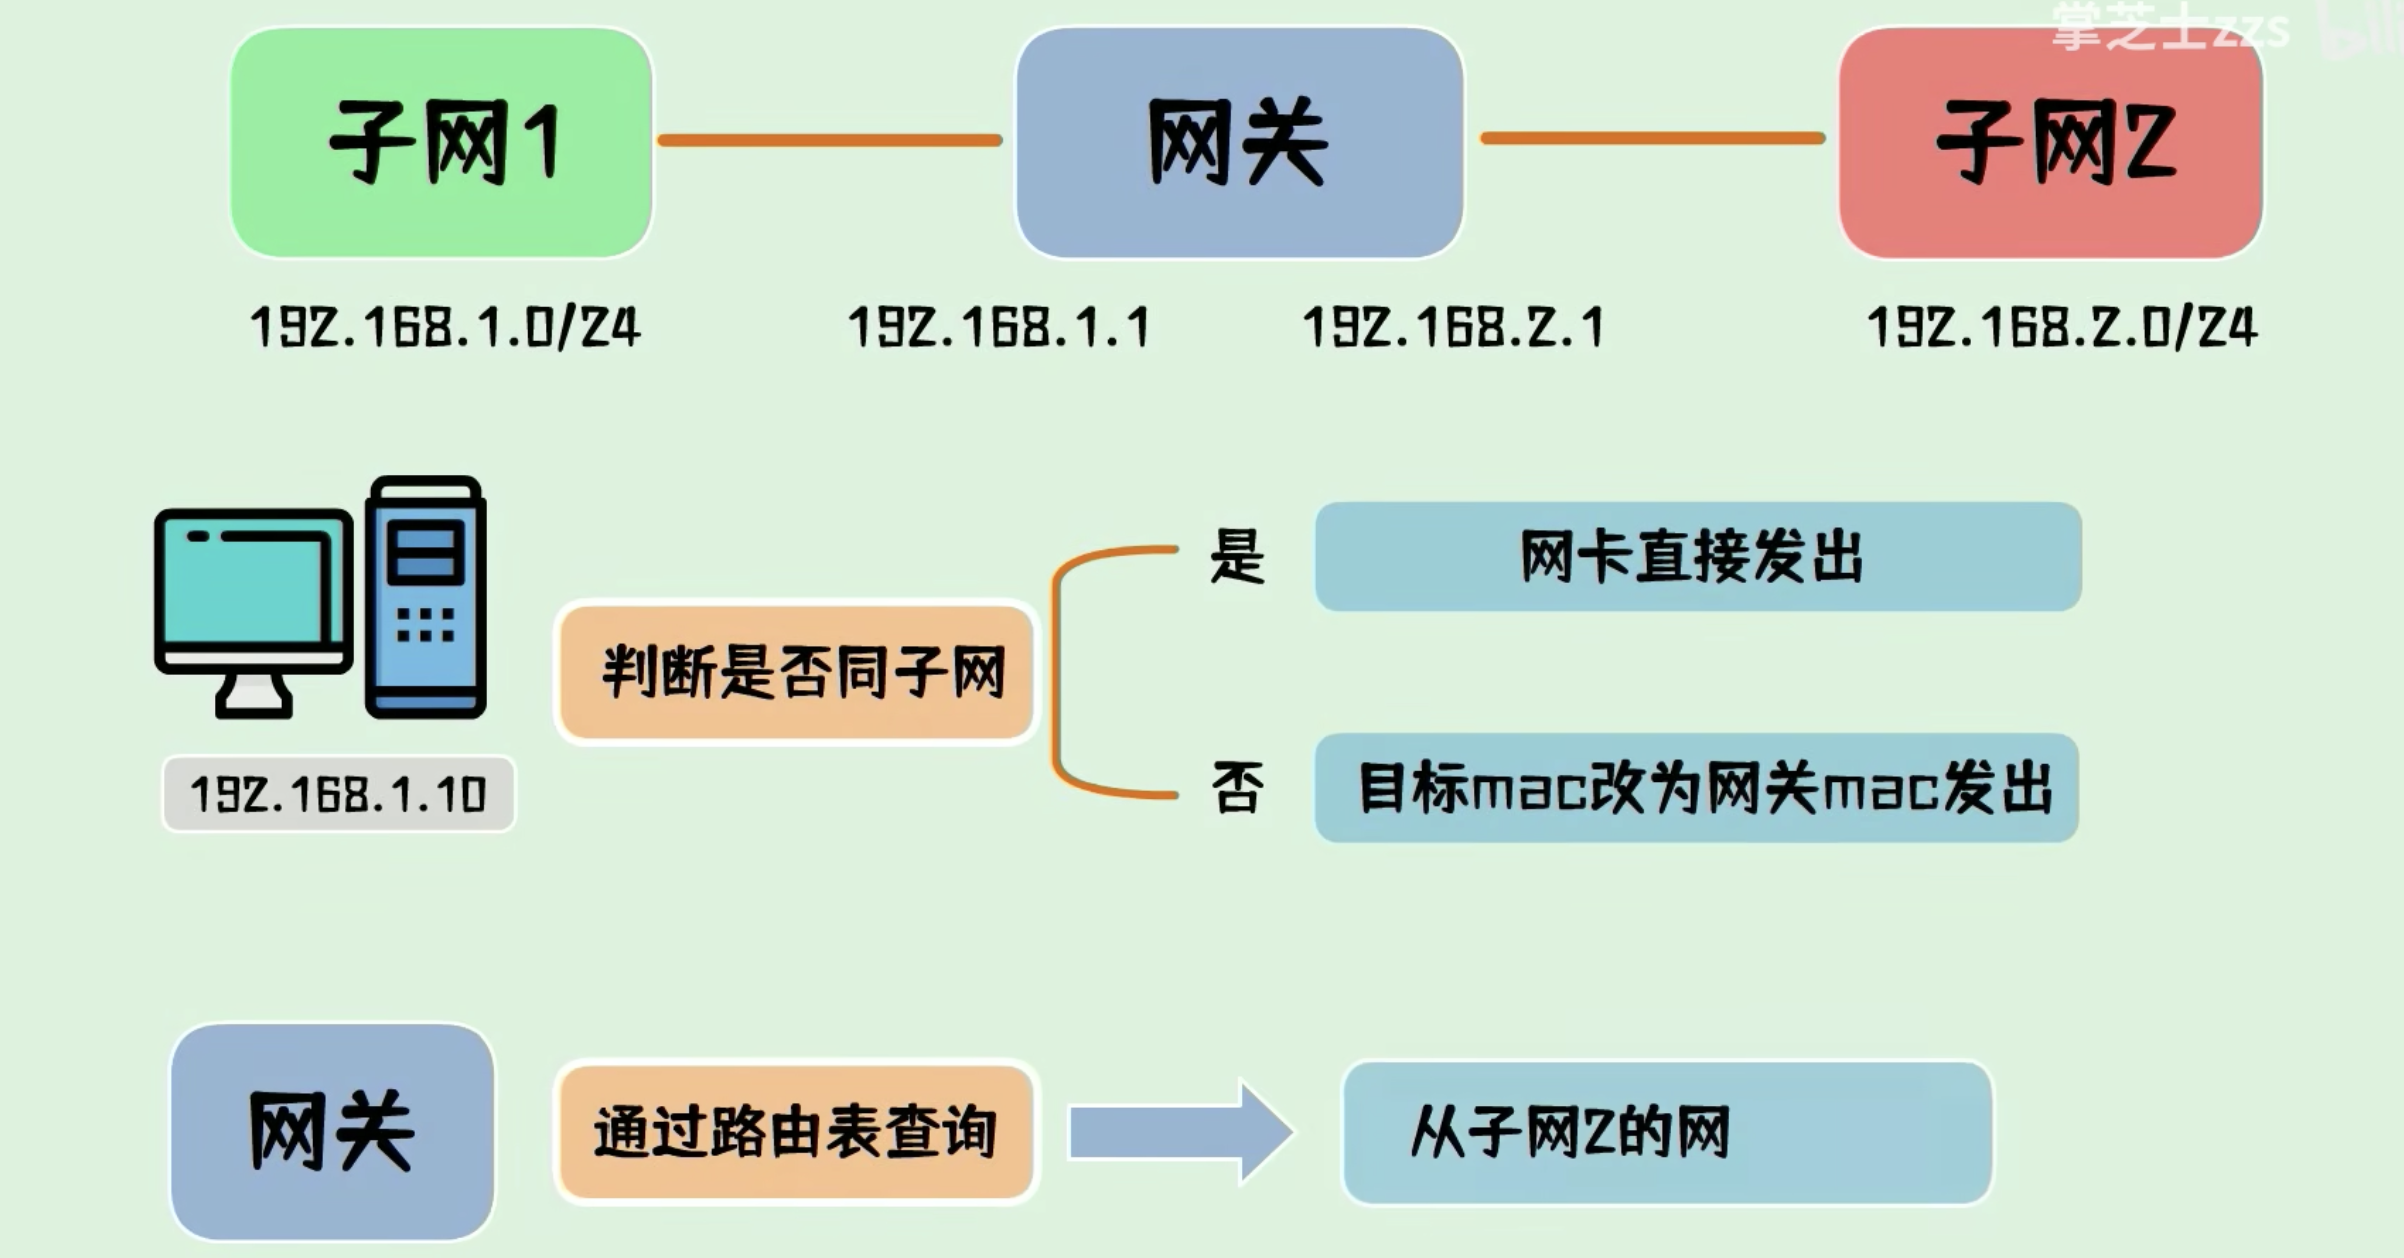 掌芝士zzs bili
子网1
网关
子网2
192.168.1.0/24
192.168.1.1
192.168.2.1
192.168.2.0/24
是
网卡直接发出
判断是否同子网
否
目标mac改为网关mac发出
192.168.1.10
网关
通过路由表查询
从子网2的网